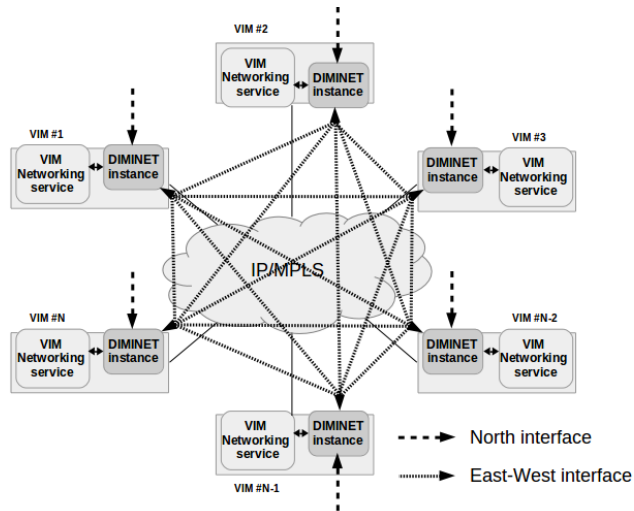 VIM #2
VIM
Networking
service
DIMINET
instance
VIM #1
VIM
Networking
service
DIMINET
instance
VIM #3
DIMINET
instance
VIM
Networking
service
IP/MPLS
VIM #N
VIM
Networking
service
DIMINET
instance
VIM #N-2
DIMINET
instance
VIM
Networking
service
VIM
Networking
service
DIMINET
instance
VIM #N-1
North interface
East-West interface